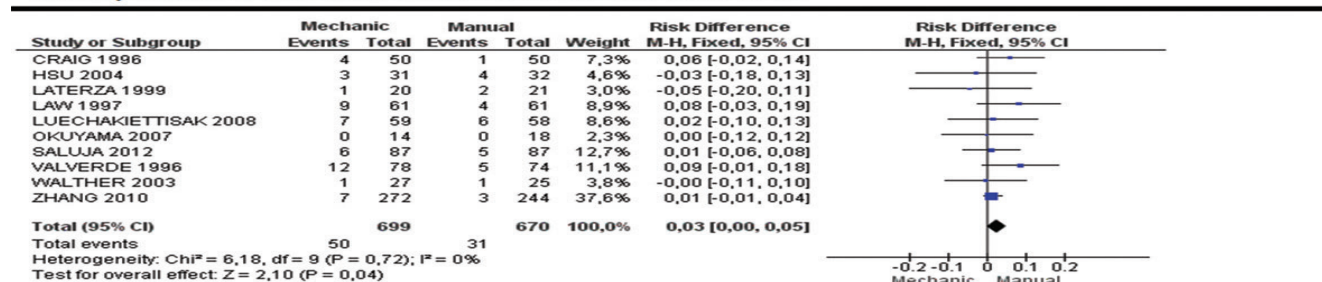 Mechanic Manual Risk Difference Risk Difference
Study or Subgroup Events Total Events Total Weight M-H, Fixed, 95% CI M-H, Fixed, 95% CI
CRAIG 1996 4 50 1 50 7,3% 0,06 [-0,02, 0,14]
HSU 2004 3 31 4 32 4,6% -0,03 [-0,18, 0,13]
LATERZA 1999 1 20 2 21 3,0% -0,05 [-0,20, 0,11]
LAW 1997 9 61 4 61 8,9% 0,08 [-0,03, 0,19]
LUECHAKIETTISAK 2008 7 59 6 58 8,6% 0,02 [-0,10, 0,13]
OKUYAMA 2007 0 14 0 18 2,3% 0,00 [-0,12, 0,12]
SALUJA 2012 6 87 5 87 12,7% 0,01 [-0,06, 0,08]
VALVERDE 1996 12 78 5 74 11,1% 0,09 [-0,01, 0,18]
WALTHER 2003 1 27 1 25 3,8% -0,00 [-0,11, 0,10]
ZHANG 2010 7 272 3 244 37,6% 0,01 [-0,01, 0,04]
Total (95% CI) 699 670 100,0% 0,03 [0,00, 0,05]
Total events 50 31
Heterogeneity: Chi² = 6,18, df = 9 (P = 0,72); I² = 0%
Test for overall effect: Z = 2,10 (P = 0,04)
-0.2 -0.1 0 0.1 0.2
Mechanic Manual